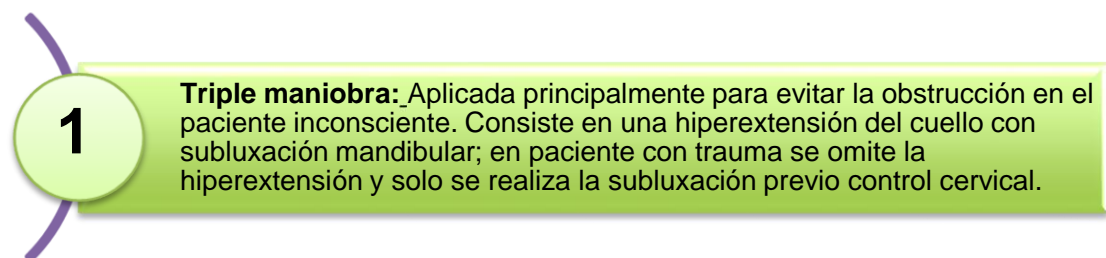 1
Triple maniobra: Aplicada principalmente para evitar la obstrucción en el
paciente inconsciente. Consiste en una hiperextensión del cuello con
subluxación mandibular; en paciente con trauma se omite la
hiperextensión y solo se realiza la subluxación previo control cervical.